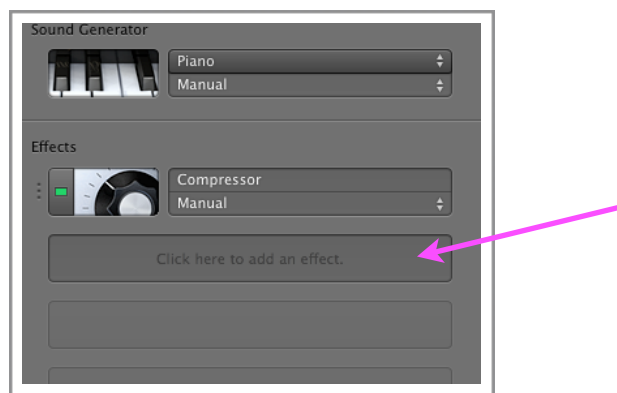 Sound Generator
Piano
Manual
Effects
Compressor
Manual
Click here to add an effect.